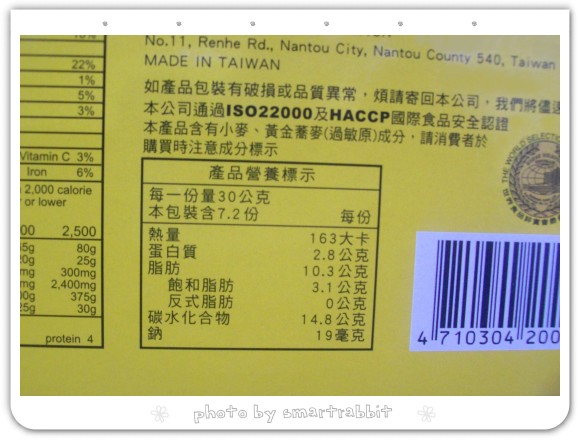 No.11, Renhe Rd., Nantou City, Nantou County 540, Taiwan
MADE IN TAIWAN
如產品包裝有破損或品質異常，煩請寄回本公司，我們將儘速
本公司通過ISO22000及HACCP國際食品安全認證
本產品含有小麥、黃金蕎麥(過敏原)成分，請消費者於
購買時注意成分標示
22%
1%
5%
3%
Vitamin C 3%
Iron 6%
2,000 calorie
or lower
00 2,500
80g
25g
mg 300mg
mg 2,400mg
375g
30g
protein 4
產品營養標示
每一份量30公克
本包裝含7.2份 每份
熱量 163大卡
蛋白質 2.8公克
脂肪 10.3公克
飽和脂肪 3.1公克
反式脂肪 0公克
碳水化合物 14.8公克
鈉 19毫克
THE WORLD SELECTI
4 710304 200
photo by smartrabbit